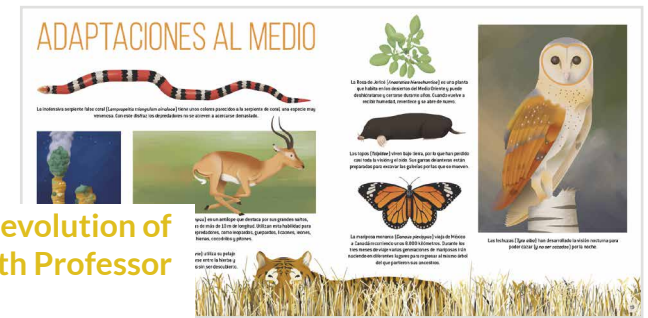 ADAPTACIONES AL MEDIO
La inofensiva serpiente falsa coral (Lampropeltis triangulum sinaloae) tiene unos colores parecidos a la serpiente de coral, una especie muy
venenosa. Con este disfraz los depredadores no se atreven a acercarse demasiado.
La Rosa de Jericó (Anastatica hierochuntica) es una planta
que habita en los desiertos del Medio Oriente y puede
deshidratarse y cerrarse durante años. Cuando vuelve a
recibir humedad, reverdece y se abre de nuevo.
Los topos (Talpidae) viven bajo tierra, por lo que han perdido
casi toda la visión y el oído. Sus garras delanteras están
preparadas para excavar las galerías por las que se mueven.
es un antílope que destaca por sus grandes saltos,
de más de 10 m de longitud. Utilizan esta habilidad para
depredadores, como leopardos, guepardos, licaones, leones,
hienas, cocodrilos y pitones.
utiliza su pelaje
entre la hierba y
sin ser descubierto.
La mariposa monarca (Danaus plexippus) viaja de México
a Canadá recorriendo unos 8.000 kilómetros. Durante los
tres meses de viaje varias generaciones de mariposas irán
naciendo en diferentes lugares para regresar al mismo árbol
del que partieron sus ancestros.
Las lechuzas (Tyto alba) han desarrollado la visión nocturna para
poder cazar (y no ser cazadas) por la noche.
evolution of
th Professor